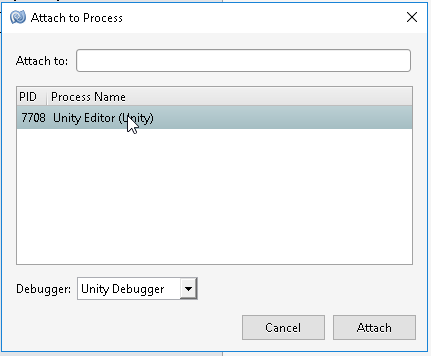 Attach to Process
Attach to:
PID Process Name
7708 Unity Editor (Unity)
Debugger: Unity Debugger
Cancel Attach